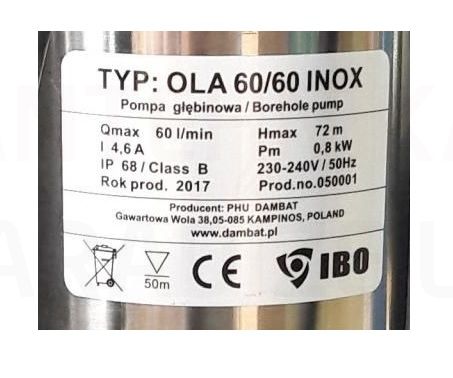 TYP: OLA 60/60 INOX
Pompa głębinowa / Borehole pump
Qmax 60 l/min Hmax 72 m
I 4,6 A Pm 0,8 kW
IP 68 / Class B 230-240V / 50Hz
Rok prod. 2017 Prod.no.050001
Producent: PHU DAMBAT
Gawartowa Wola 38,05-085 KAMPINOS, POLAND
www.dambat.pl
50m CE IBO